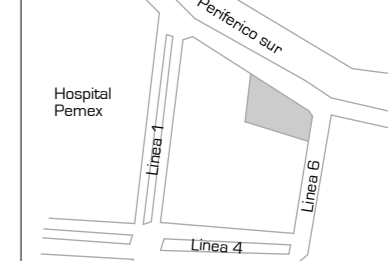 Periferico sur
Hospital
Pemex
Linea 1
Linea 6
Linea 4